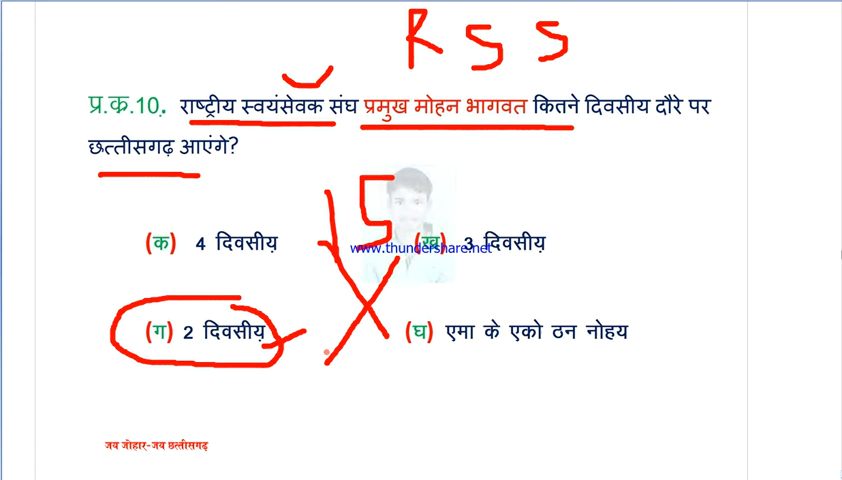 RSS
प्र.क्र.10. राष्ट्रीय स्वयंसेवक संघ प्रमुख मोहन भागवत कितने दिवसीय दौरे पर
छत्तीसगढ़ आएंगे?
5
www.thundershare.net
(क) 4 दिवसीय़ (ख) 3 दिवसीय़
(ग) 2 दिवसीय़ (घ) एमा के एको ठन नोहय
जय जोहार-जय छत्तीसगढ़